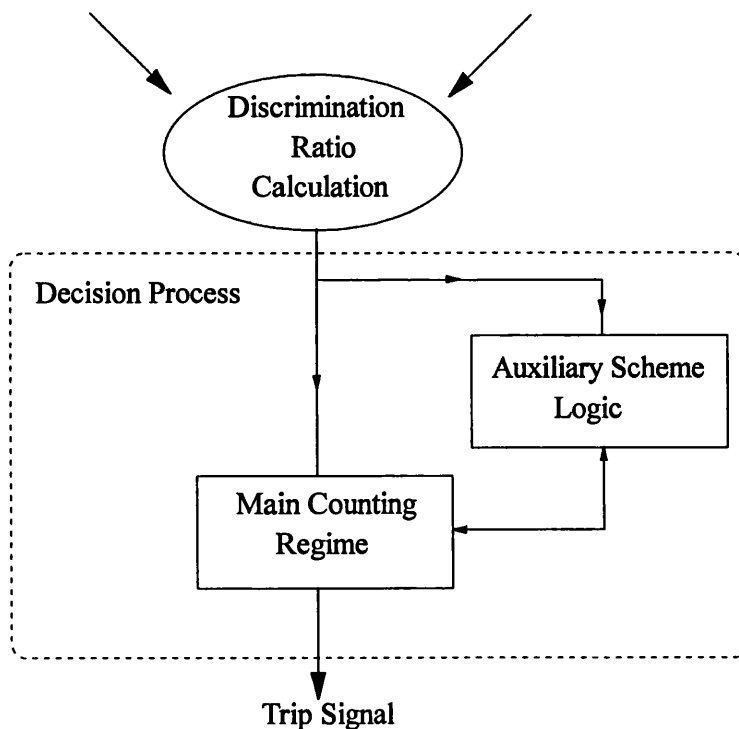 Discrimination
Ratio
Calculation
Decision Process
Auxiliary Scheme
Logic
Main Counting
Regime
Trip Signal